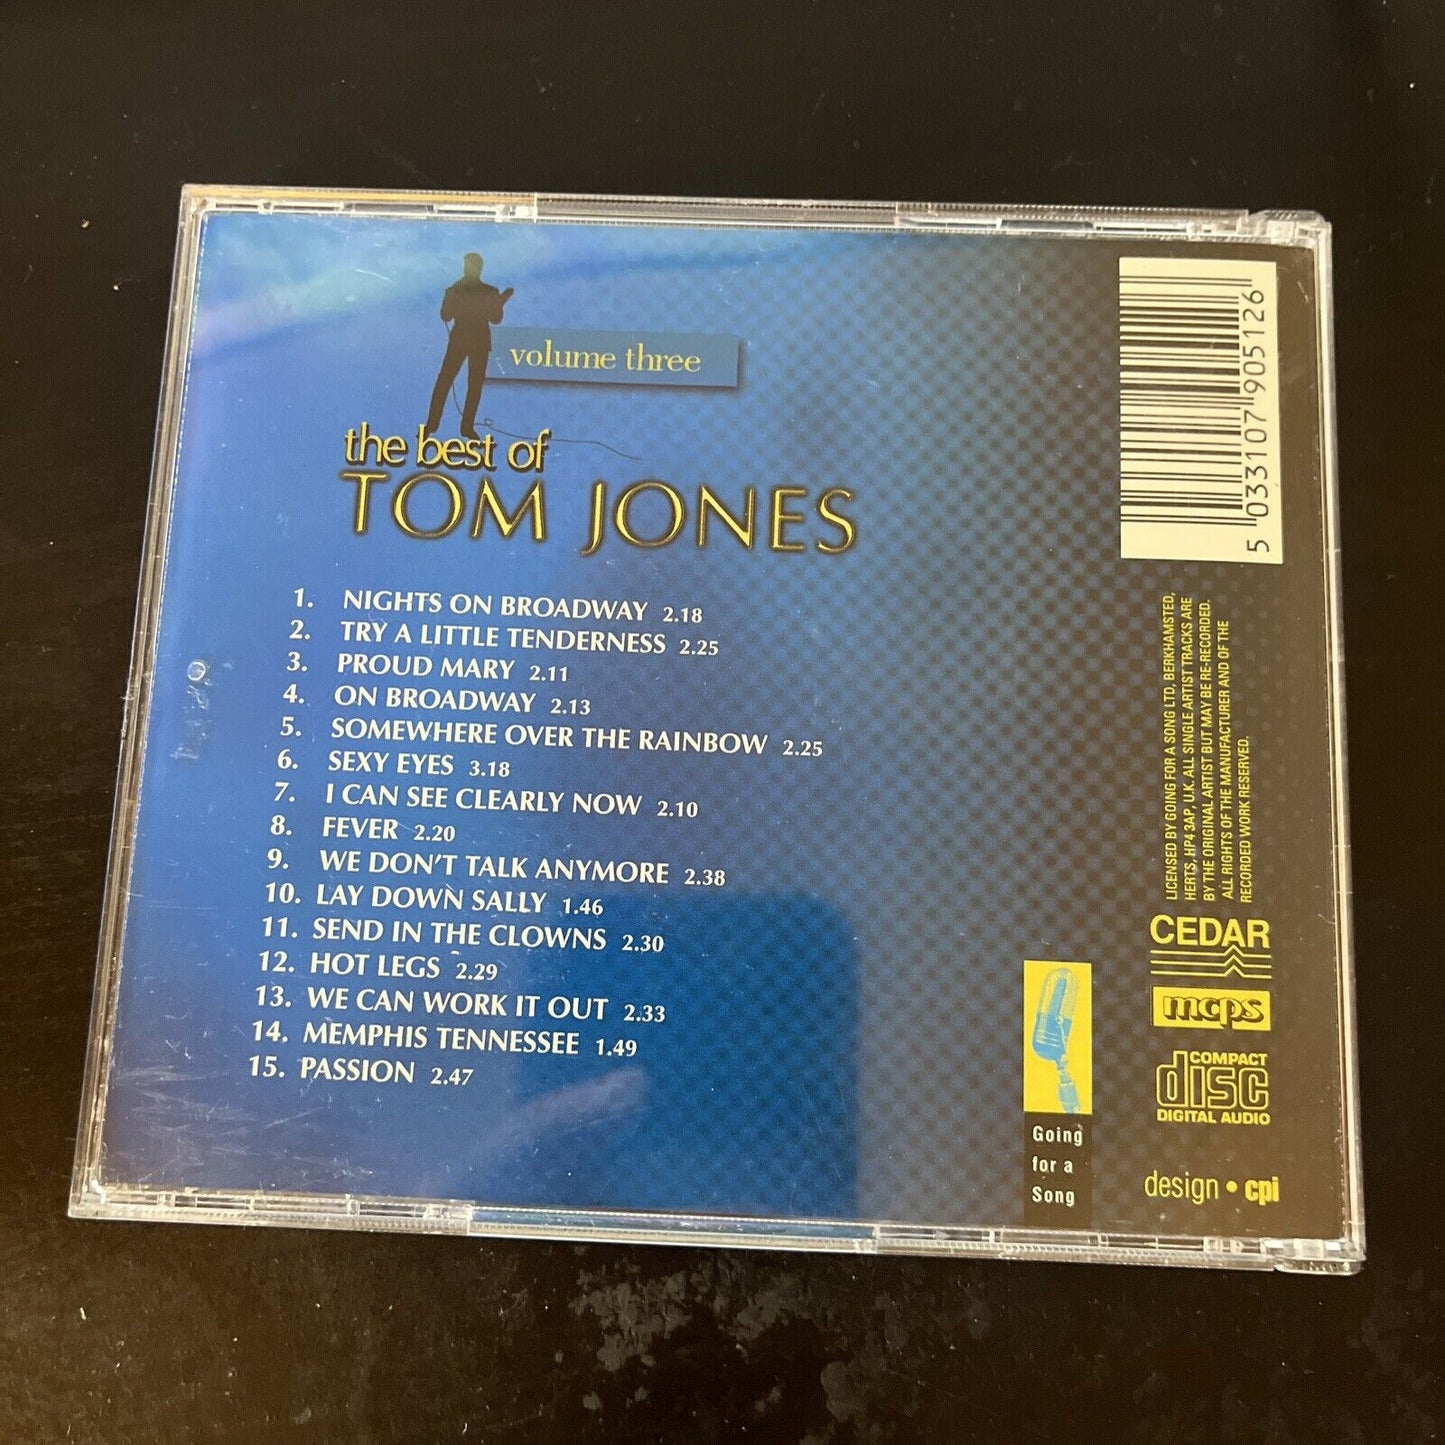 volume three
the best of
TOM JONES
1. NIGHTS ON BROADWAY 2.18
2. TRY A LITTLE TENDERNESS 2.25
3. PROUD MARY 2.11
4. ON BROADWAY 2.13
5. SOMEWHERE OVER THE RAINBOW 2.25
6. SEXY EYES 3.18
7. I CAN SEE CLEARLY NOW 2.10
8. FEVER 2.20
9. WE DON'T TALK ANYMORE 2.38
10. LAY DOWN SALLY 1.46
11. SEND IN THE CLOWNS 2.30
12. HOT LEGS 2.29
13. WE CAN WORK IT OUT 2.33
14. MEMPHIS TENNESSEE 1.49
15. PASSION 2.47
5 033107 905126
LICENSED BY GOING FOR A SONG LTD, BERKHAMSTED,
HERTS, HP4 3AP, U.K. ALL SINGLE ARTIST TRACKS ARE
BY THE ORIGINAL ARTIST BUT MAY BE RE-RECORDED.
ALL RIGHTS OF THE MANUFACTURER AND OF THE
RECORDED WORK RESERVED.
CEDAR
mcps
COMPACT
disc
DIGITAL AUDIO
Going
for a
Song
design • cpi